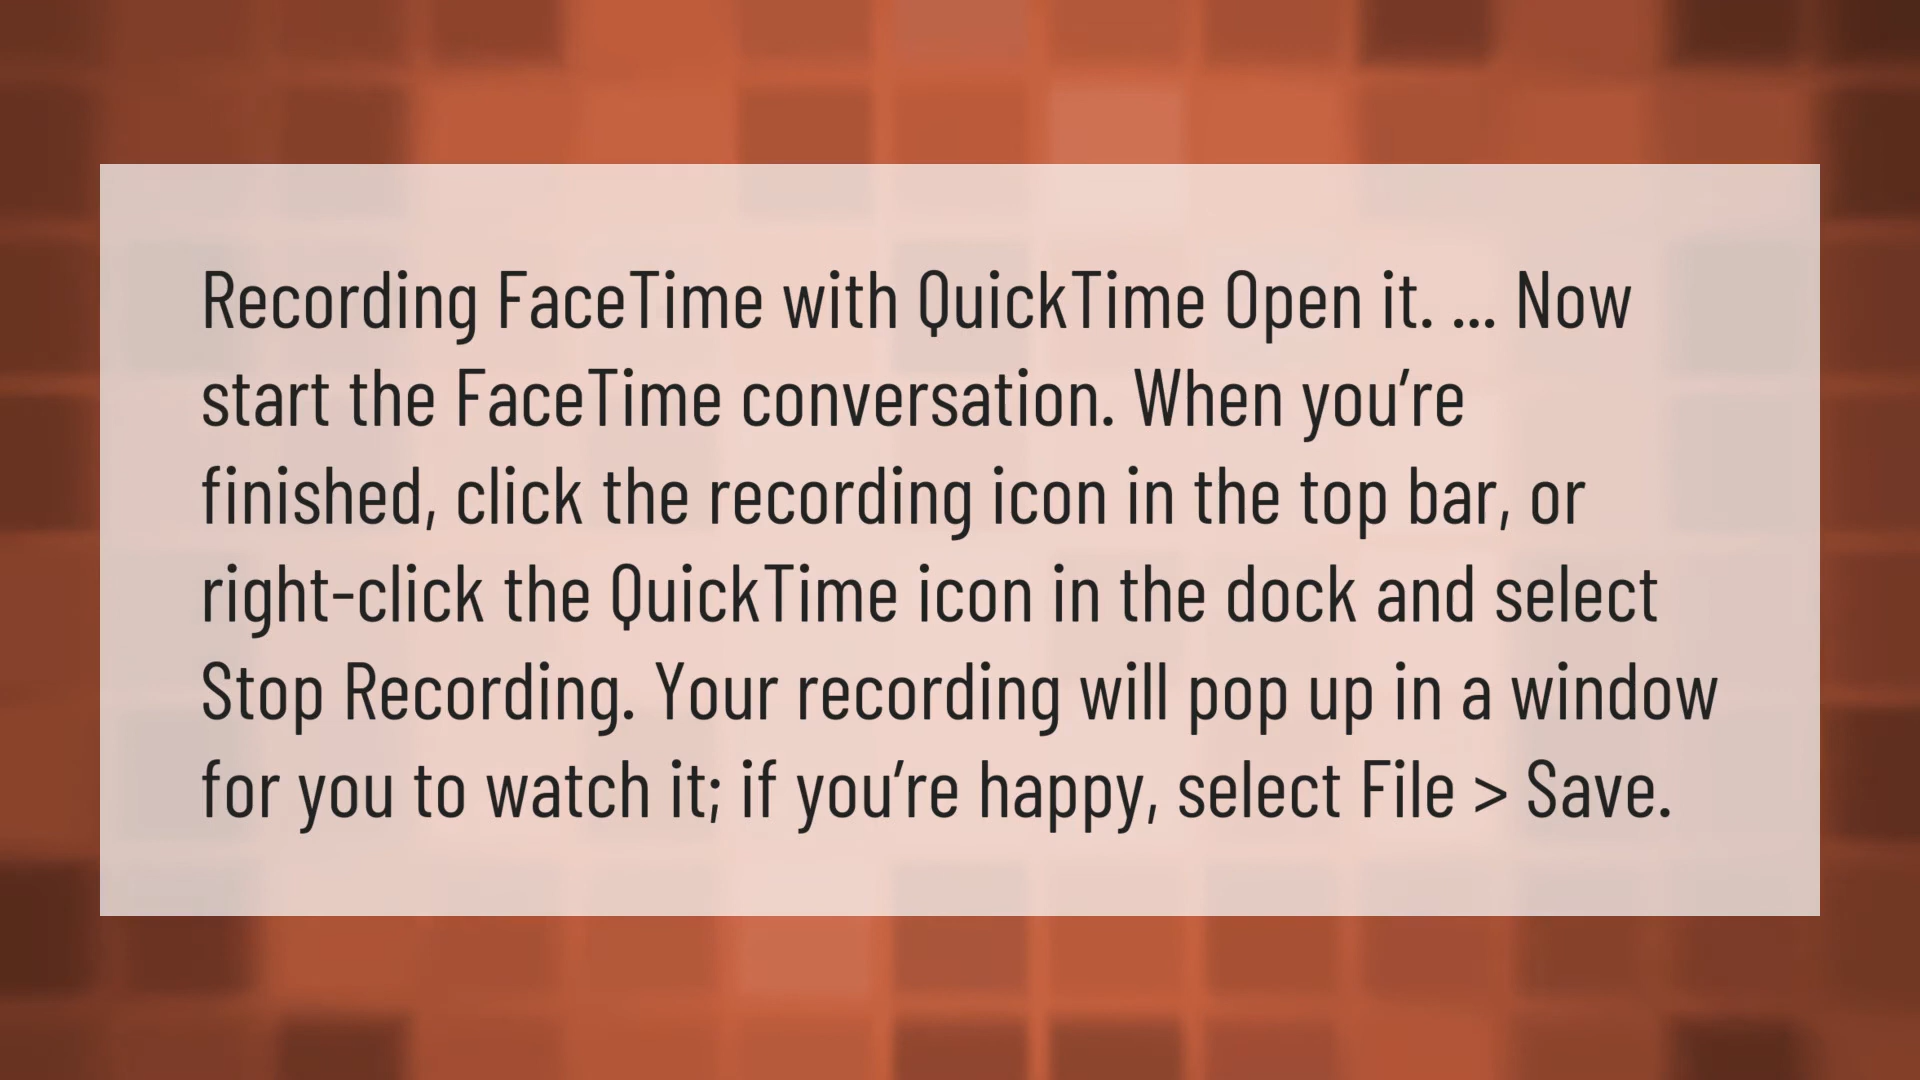 Recording FaceTime with QuickTime Open it. ... Now
start the FaceTime conversation. When you’re
finished, click the recording icon in the top bar, or
right-click the QuickTime icon in the dock and select
Stop Recording. Your recording will pop up in a window
for you to watch it; if you’re happy, select File > Save.